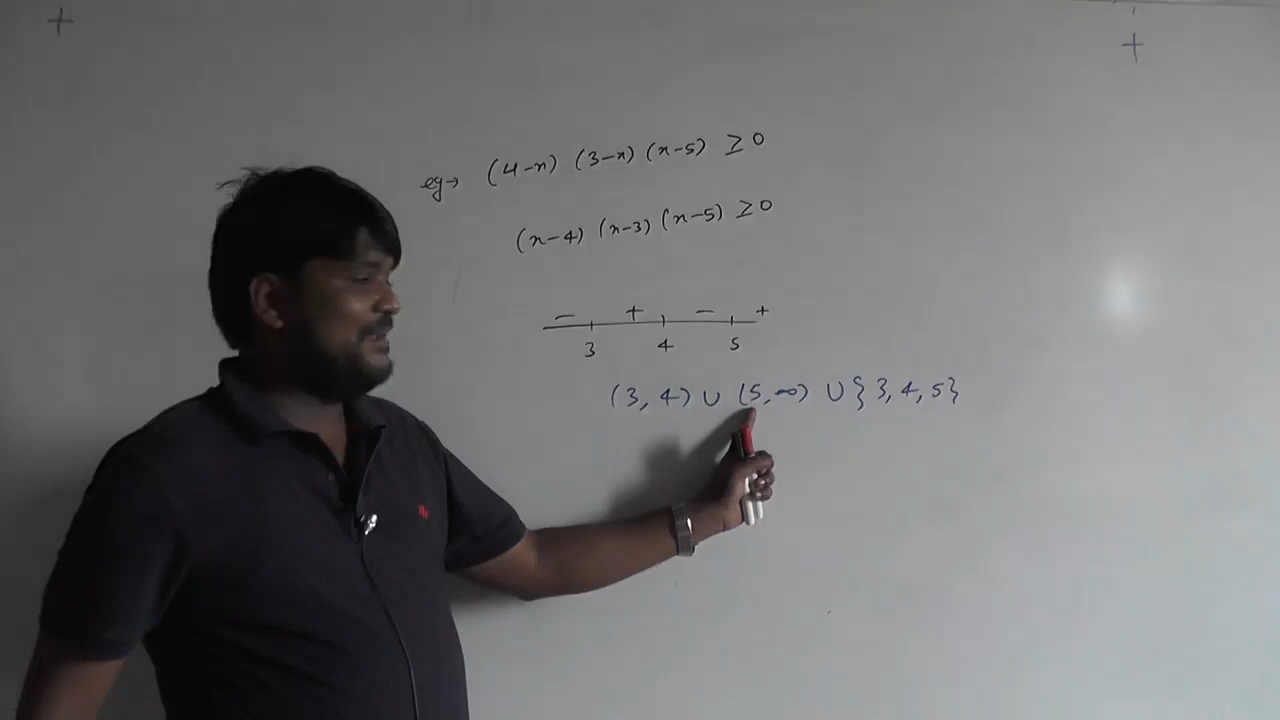 eg→ (4-x) (3-x) (x-5) ≥ 0
(x-4) (x-3) (x-5) ≥ 0
- + - +
3 4 5
(3, 4) ∪ (5, ∞) ∪ {3, 4, 5}